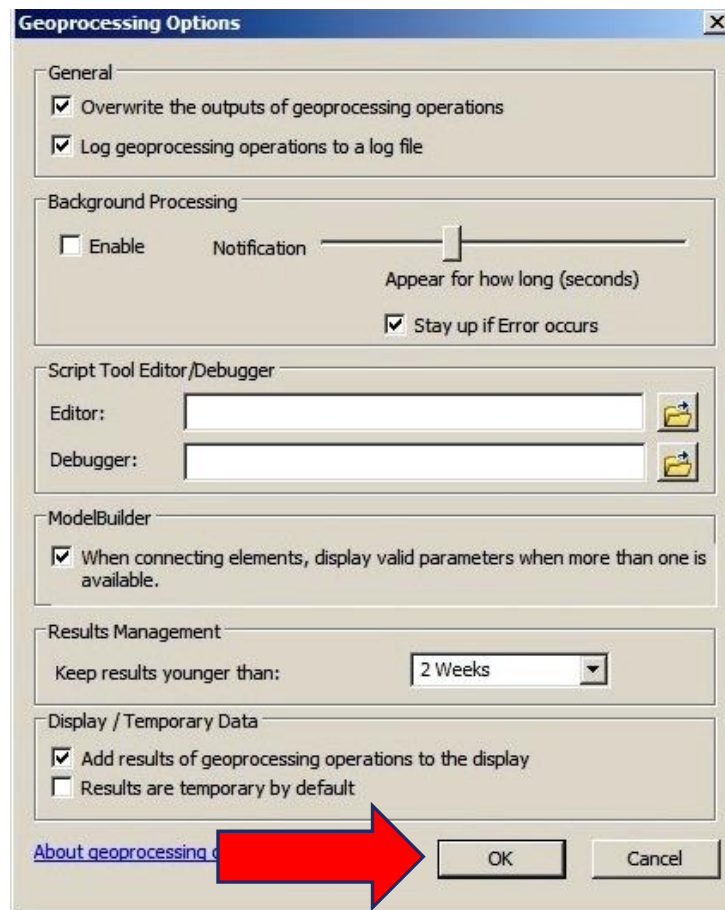 Geoprocessing Options
General
Overwrite the outputs of geoprocessing operations
Log geoprocessing operations to a log file
Background Processing
Enable
Notification
Appear for how long (seconds)
Stay up if Error occurs
Script Tool Editor/Debugger
Editor:
Debugger:
ModelBuilder
When connecting elements, display valid parameters when more than one is
available.
Results Management
Keep results younger than:
2 Weeks
Display / Temporary Data
Add results of geoprocessing operations to the display
Results are temporary by default
About geoprocessing
OK
Cancel